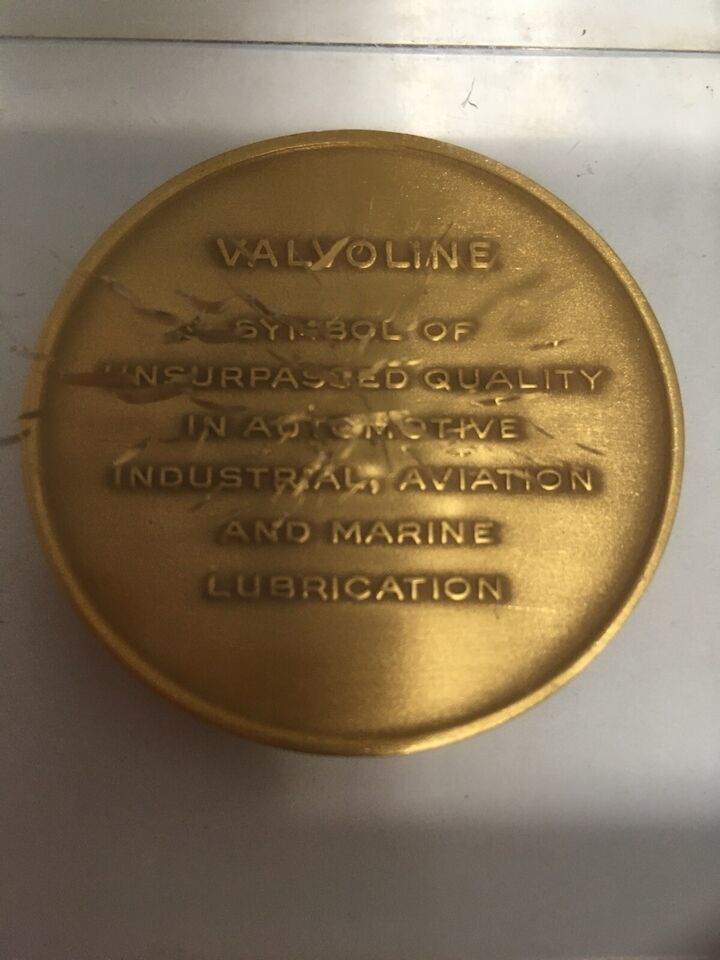 VALVOLINE
SYMBOL OF
UNSURPASSED QUALITY
IN AUTOMOTIVE
INDUSTRIAL, AVIATION
AND MARINE
LUBRICATION